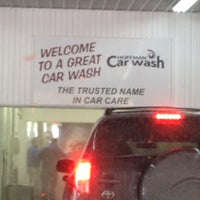 WELCOME
TO A GREAT
CAR WASH
HOFFMAN
Car wash
THE TRUSTED NAME
IN CAR CARE